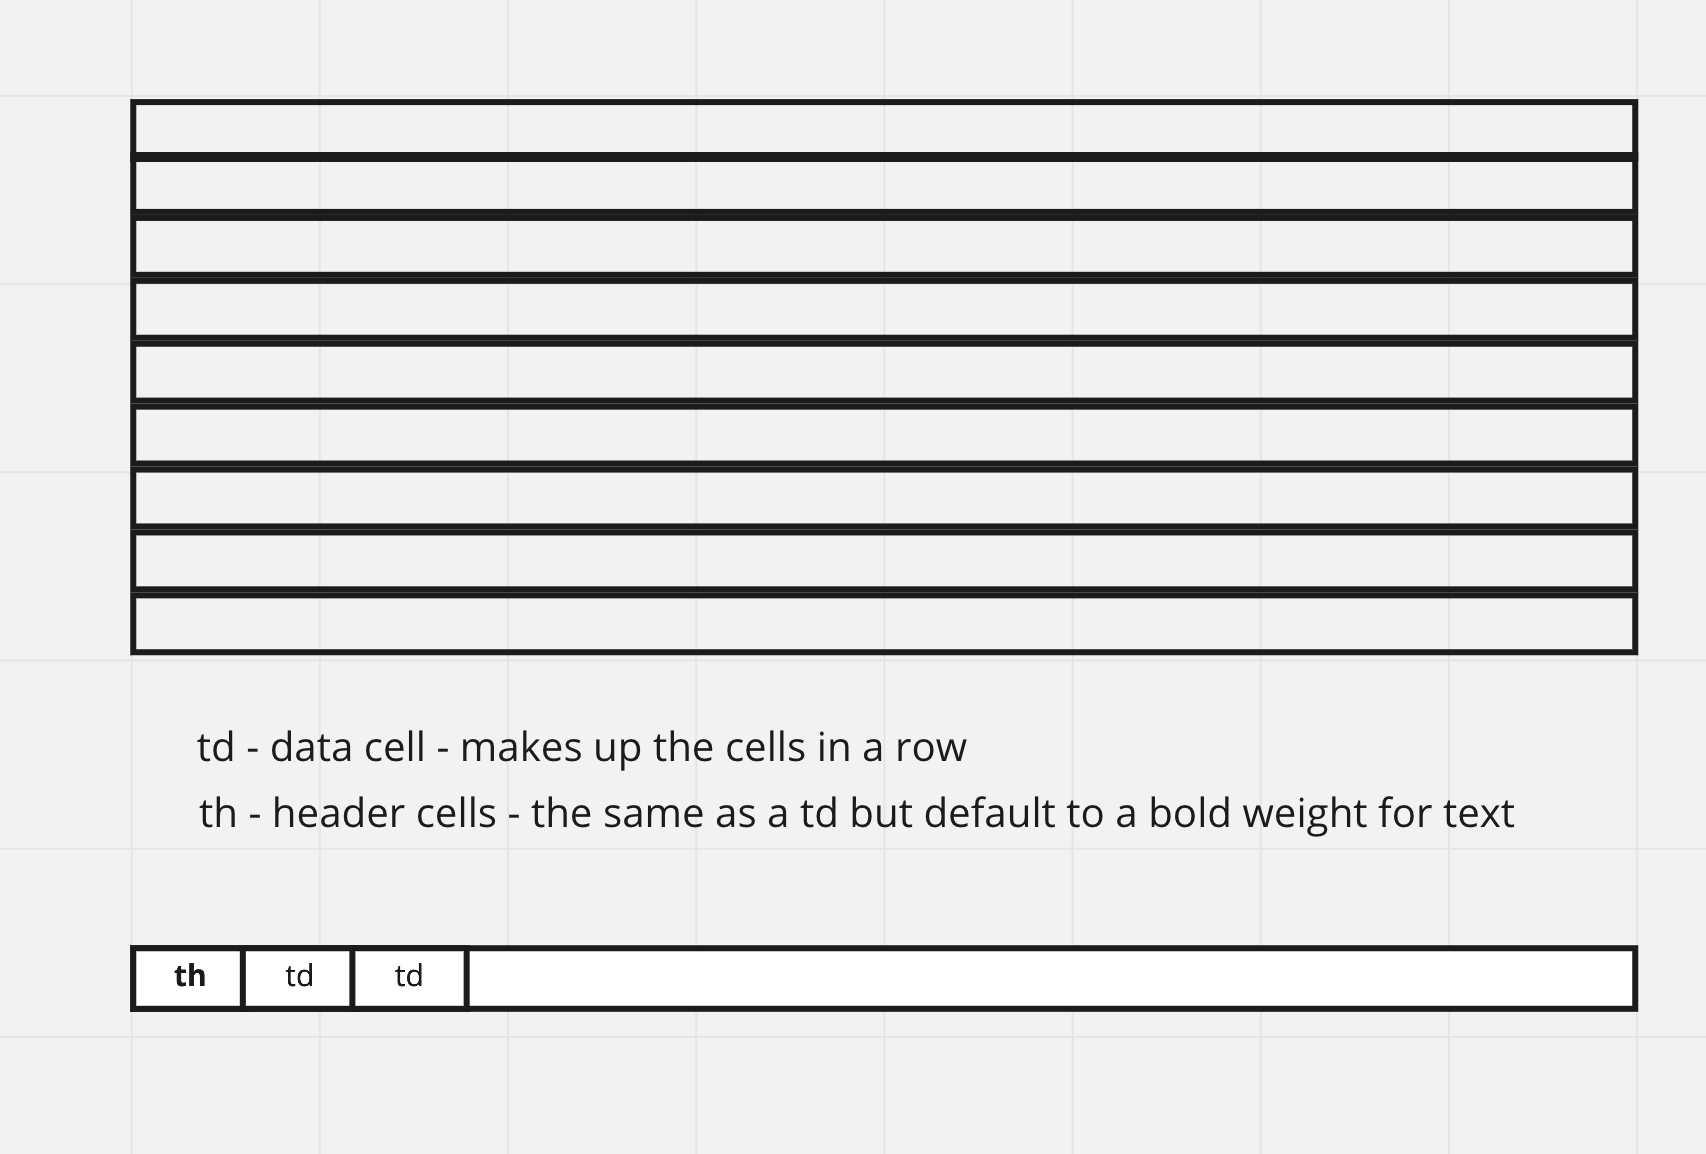 td - data cell - makes up the cells in a row
th - header cells - the same as a td but default to a bold weight for text
th td td